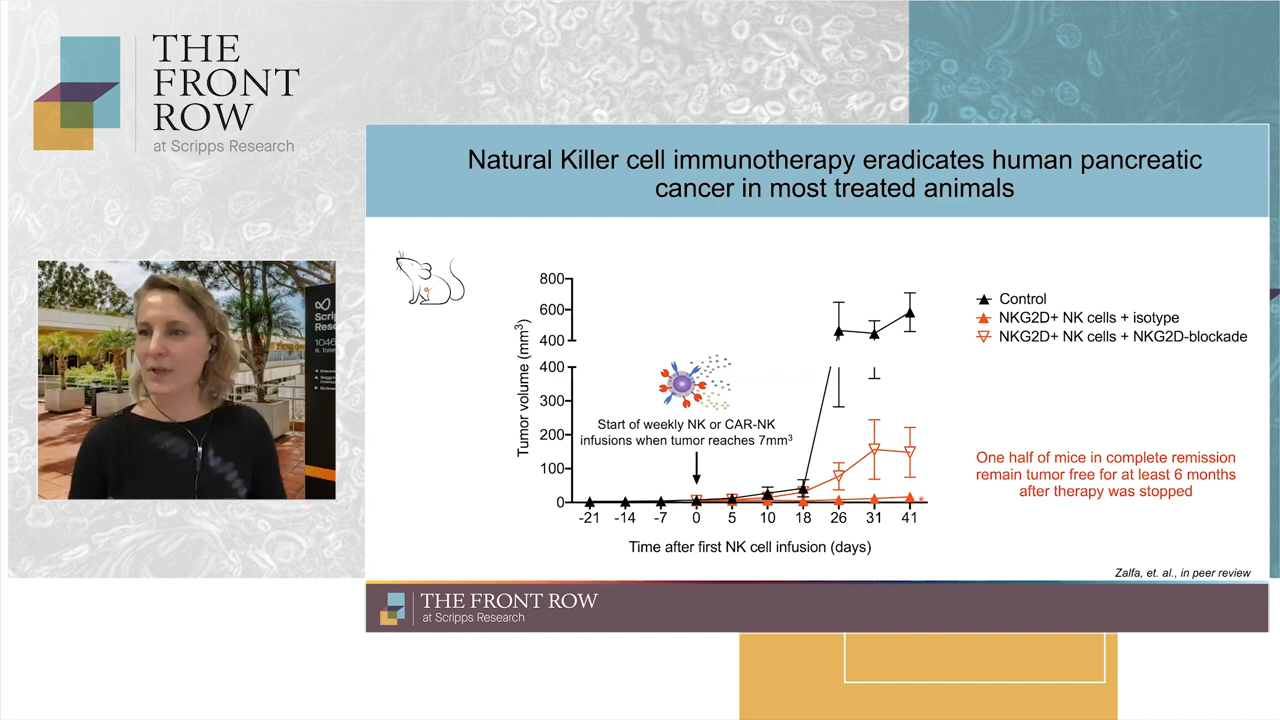 THE
FRONT
ROW
at Scripps Research
Natural Killer cell immunotherapy eradicates human pancreatic
cancer in most treated animals
800
600
400
400
300
200
100
0
Tumor volume (mm³)
Start of weekly NK or CAR-NK
infusions when tumor reaches 7mm³
-21 -14 -7 0 5 10 18 26 31 41
Time after first NK cell infusion (days)
Control
NKG2D+ NK cells + isotype
NKG2D+ NK cells + NKG2D-blockade
*
One half of mice in complete remission
remain tumor free for at least 6 months
after therapy was stopped
Zalfa, et. al., in peer review
THE FRONT ROW
at Scripps Research